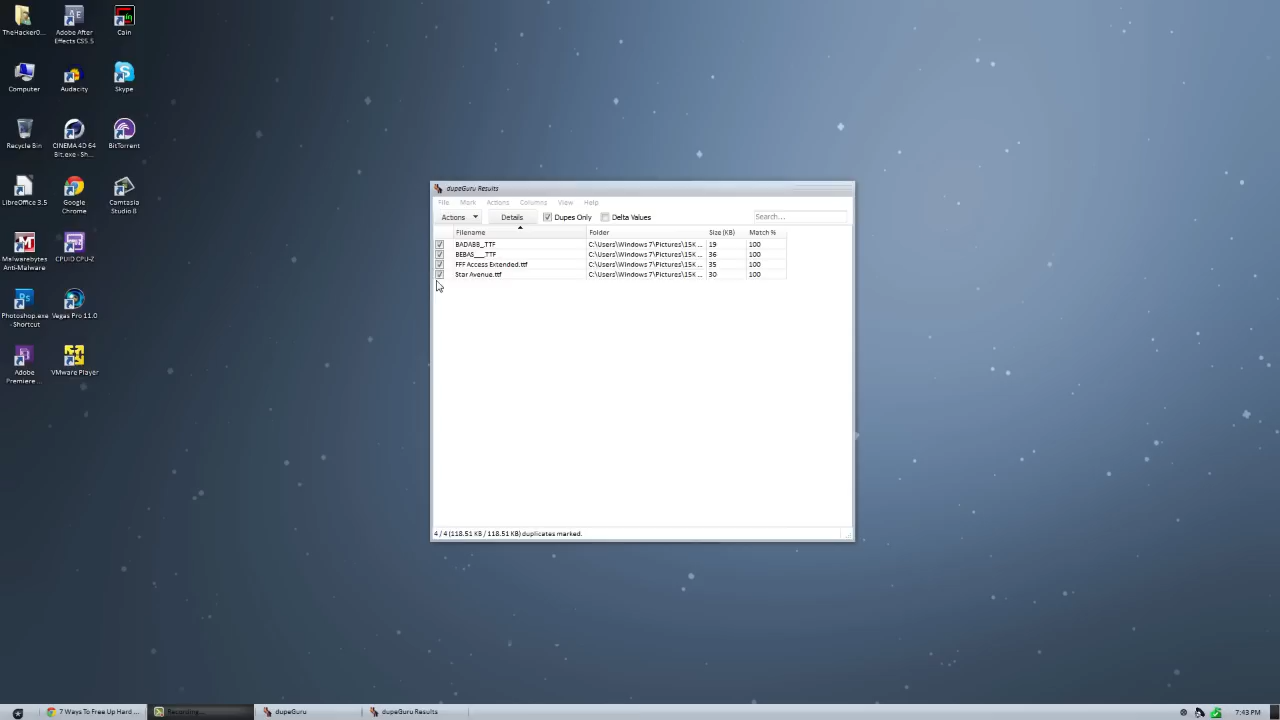 TheHacker0...
Adobe After
Effects CS5.5
Cain
Computer
Audacity
Skype
Recycle Bin
CINEMA 4D 64
Bit.exe - Sh...
BitTorrent
LibreOffice 3.5
Google
Chrome
Camtasia
Studio 8
Malwarebytes
Anti-Malware
CPUID CPU-Z
Photoshop.exe
- Shortcut
Vegas Pro 11.0
Adobe
Premiere ...
VMware Player
dupeGuru Results
File Mark Actions Columns View Help
Actions Details Dupes Only Delta Values Search...
Filename Folder Size (KB) Match %
BADABB_.TTF C:\Users\Windows 7\Pictures\15K ... 19 100
BEBAS___.TTF C:\Users\Windows 7\Pictures\15K ... 36 100
FFF Access Extended.ttf C:\Users\Windows 7\Pictures\15K ... 35 100
Star Avenue.ttf C:\Users\Windows 7\Pictures\15K ... 30 100
4 / 4 (118.51 KB / 118.51 KB) duplicates marked.
7 Ways To Free Up Hard ... Recording... dupeGuru dupeGuru Results 7:43 PM